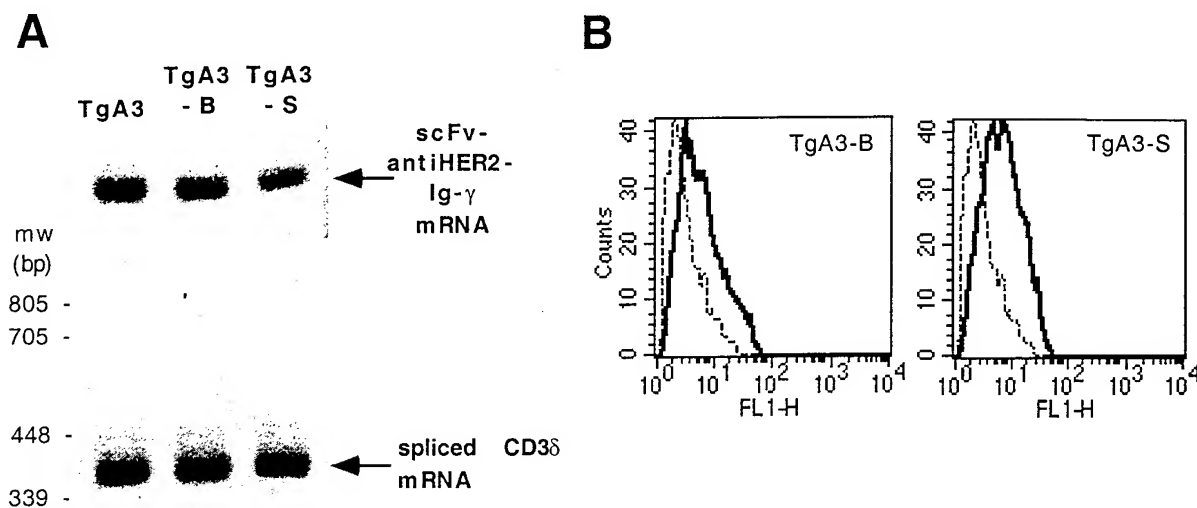 A
TgA3
TgA3
- B
TgA3
- S
scFv-
antiHER2-
Ig-γ
mRNA
mw
(bp)
805 -
705 -
448 -
339 -
spliced CD3δ
mRNA
B
TgA3-B
40
30
20
10
0
Counts
10⁰ 10¹ 10² 10³ 10⁴
FL1-H
TgA3-S
40
30
20
10
0
10⁰ 10¹ 10² 10³ 10⁴
FL1-H